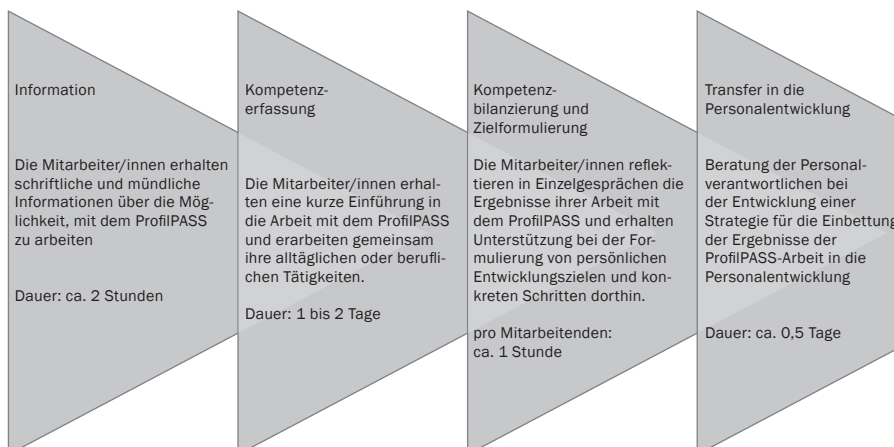 Information
Die Mitarbeiter/innen erhalten
schriftliche und mündliche
Informationen über die Mög-
lichkeit, mit dem ProfilPASS
zu arbeiten
Dauer: ca. 2 Stunden
Kompetenz-
erfassung
Die Mitarbeiter/innen erhal-
ten eine kurze Einführung in
die Arbeit mit dem ProfilPASS
und erarbeiten gemeinsam
ihre alltäglichen oder berufli-
chen Tätigkeiten.
Dauer: 1 bis 2 Tage
Kompetenz-
bilanzierung und
Zielformulierung
Die Mitarbeiter/innen reflek-
tieren in Einzelgesprächen die
Ergebnisse ihrer Arbeit mit
dem ProfilPASS und erhalten
Unterstützung bei der For-
mulierung von persönlichen
Entwicklungszielen und kon-
kreten Schritten dorthin.
pro Mitarbeitenden:
ca. 1 Stunde
Transfer in die
Personalentwicklung
Beratung der Personal-
verantwortlichen bei
der Entwicklung einer
Strategie für die Einbettung
der Ergebnisse der
ProfilPASS-Arbeit in die
Personalentwicklung
Dauer: ca. 0,5 Tage